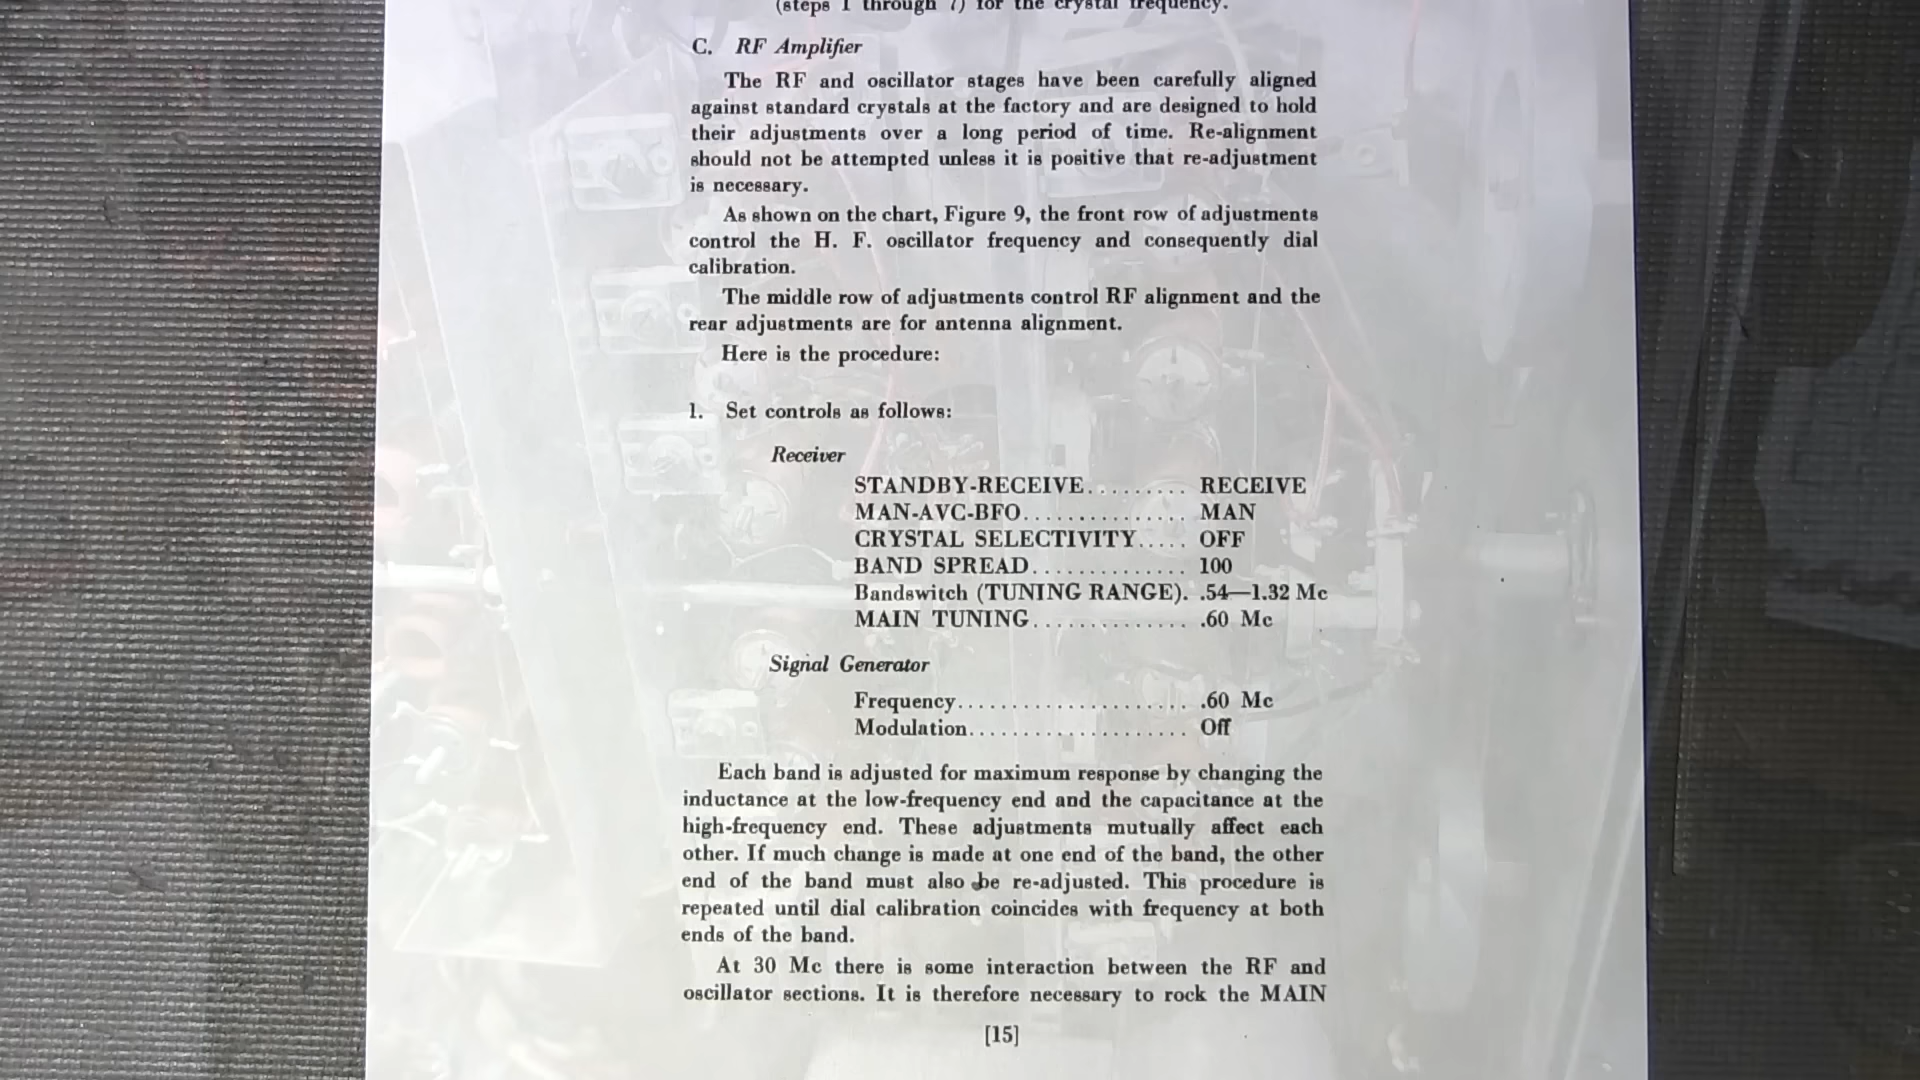 (steps 1 through 7) for the crystal frequency.
C. RF Amplifier
The RF and oscillator stages have been carefully aligned
against standard crystals at the factory and are designed to hold
their adjustments over a long period of time. Re-alignment
should not be attempted unless it is positive that re-adjustment
is necessary.
As shown on the chart, Figure 9, the front row of adjustments
control the H. F. oscillator frequency and consequently dial
calibration.
The middle row of adjustments control RF alignment and the
rear adjustments are for antenna alignment.
Here is the procedure:
1. Set controls as follows:
Receiver
STANDBY-RECEIVE......... RECEIVE
MAN-AVC-BFO............... MAN
CRYSTAL SELECTIVITY..... OFF
BAND SPREAD.............. 100
Bandswitch (TUNING RANGE). .54—1.32 Mc
MAIN TUNING............. .60 Mc
Signal Generator
Frequency...................... .60 Mc
Modulation..................... Off
Each band is adjusted for maximum response by changing the
inductance at the low-frequency end and the capacitance at the
high-frequency end. These adjustments mutually affect each
other. If much change is made at one end of the band, the other
end of the band must also be re-adjusted. This procedure is
repeated until dial calibration coincides with frequency at both
ends of the band.
At 30 Mc there is some interaction between the RF and
oscillator sections. It is therefore necessary to rock the MAIN
[15]